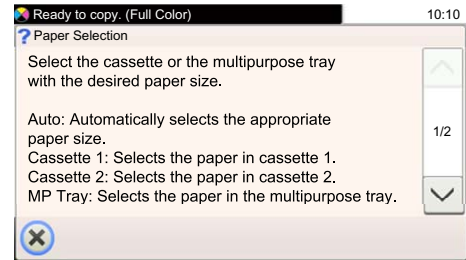 Ready to copy. (Full Color) 10:10
? Paper Selection
Select the cassette or the multipurpose tray
with the desired paper size.
Auto: Automatically selects the appropriate
paper size.
1/2
Cassette 1: Selects the paper in cassette 1.
Cassette 2: Selects the paper in cassette 2.
MP Tray: Selects the paper in the multipurpose tray.